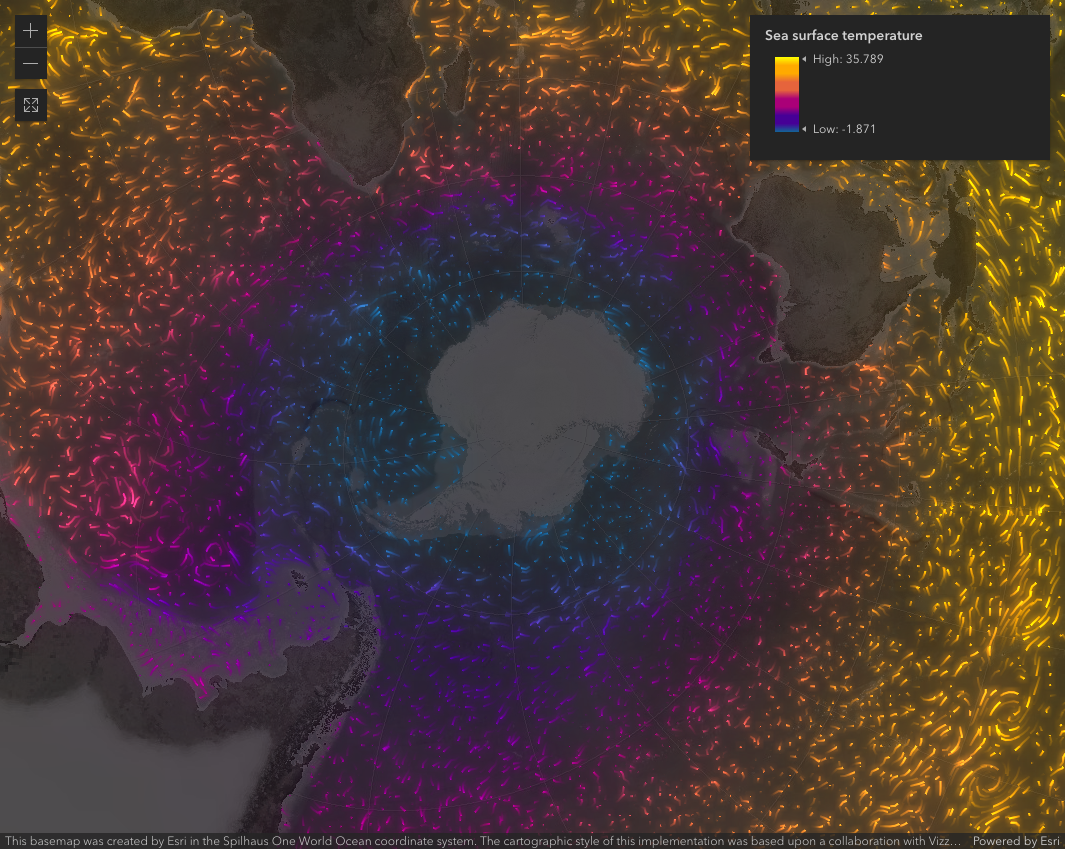 Sea surface temperature
High: 35.789
Low: -1.871
This basemap was created by Esri in the Spilhaus One World Ocean coordinate system. The cartographic style of this implementation was based upon a collaboration with Vizz… Powered by Esri